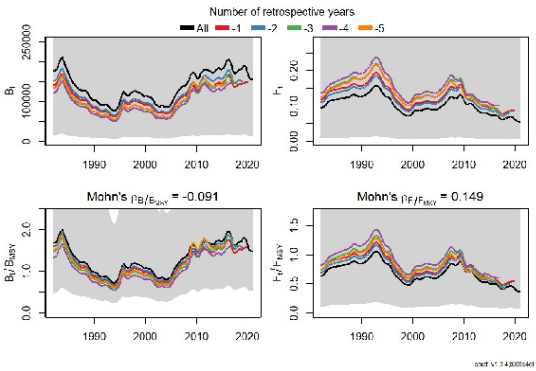 Number of retrospective years
All -1 -2 -3 -4 -5
Bt
0 100000 250000
1990 2000 2010 2020
Ft
0.00 0.10 0.20
1990 2000 2010 2020
Mohn's ρB/BMSY = -0.091
Bt/BMSY
0.0 1.0 2.0
1990 2000 2010 2020
Mohn's ρF/FMSY = 0.149
Ft/FMSY
0.0 0.5 1.0 1.5
1990 2000 2010 2020